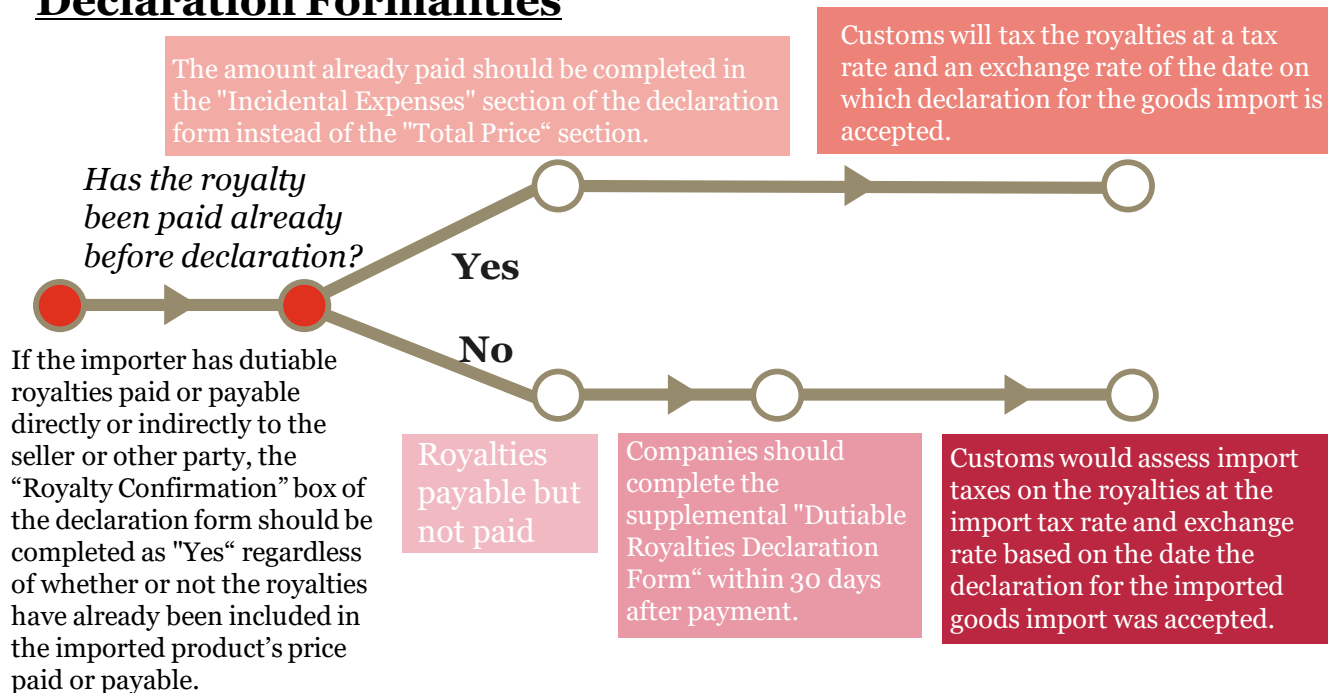 Declaration Formalities
The amount already paid should be completed in
the "Incidental Expenses" section of the declaration
form instead of the "Total Price“ section.
Customs will tax the royalties at a tax
rate and an exchange rate of the date on
which declaration for the goods import is
accepted.
Has the royalty
been paid already
before declaration?
Yes
No
If the importer has dutiable
royalties paid or payable
directly or indirectly to the
seller or other party, the
“Royalty Confirmation” box of
the declaration form should be
completed as "Yes“ regardless
of whether or not the royalties
have already been included in
the imported product’s price
paid or payable.
Royalties
payable but
not paid
Companies should
complete the
supplemental "Dutiable
Royalties Declaration
Form“ within 30 days
after payment.
Customs would assess import
taxes on the royalties at the
import tax rate and exchange
rate based on the date the
declaration for the imported
goods import was accepted.